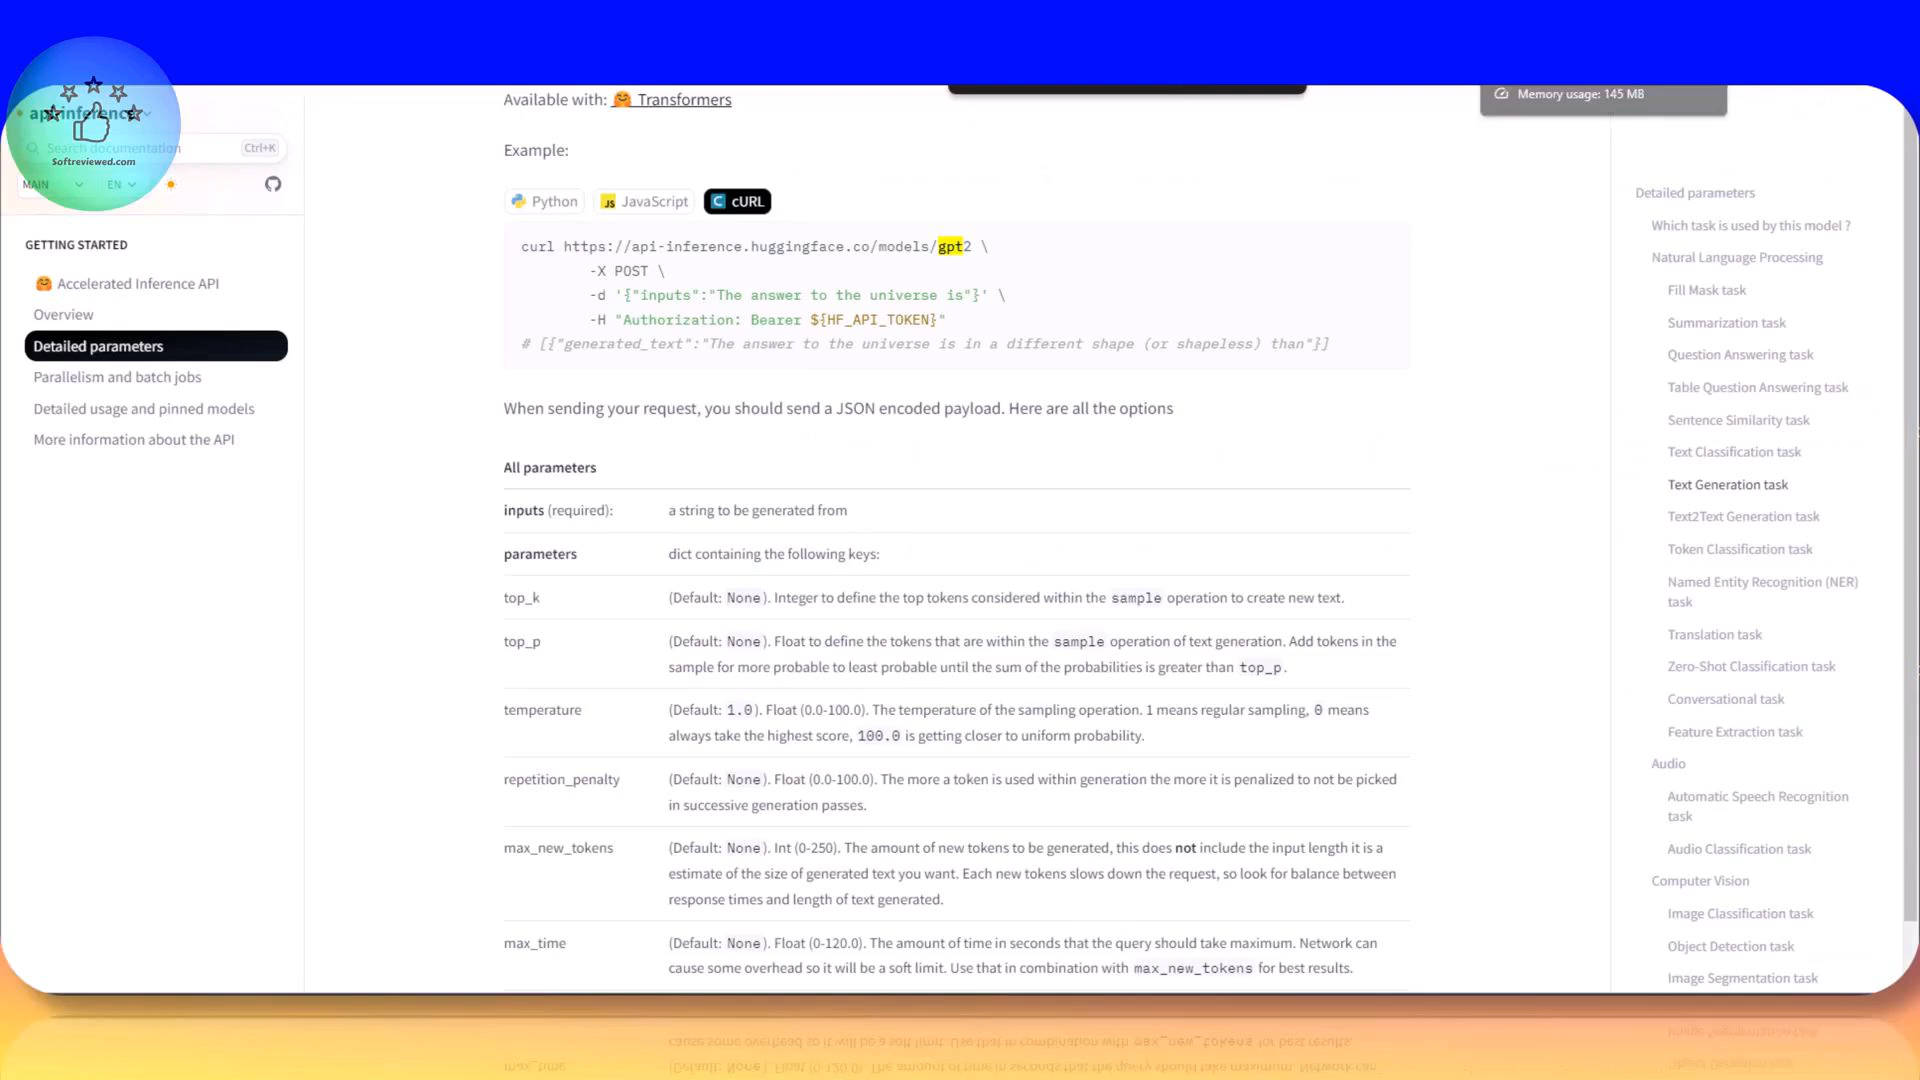 api-inference
Search documentation Ctrl+K
Softreviewed.com
MAIN EN
GETTING STARTED
🤗 Accelerated Inference API
Overview
Detailed parameters
Parallelism and batch jobs
Detailed usage and pinned models
More information about the API
Available with: 🤗 Transformers
Example:
Python JS JavaScript C cURL
curl https://api-inference.huggingface.co/models/gpt2 \
-X POST \
-d '{"inputs":"The answer to the universe is"}' \
-H "Authorization: Bearer ${HF_API_TOKEN}"
# [{"generated_text":"The answer to the universe is in a different shape (or shapeless) than"}]
When sending your request, you should send a JSON encoded payload. Here are all the options
All parameters
inputs (required): a string to be generated from
parameters dict containing the following keys:
top_k (Default: None). Integer to define the top tokens considered within the sample operation to create new text.
top_p (Default: None). Float to define the tokens that are within the sample operation of text generation. Add tokens in the
sample for more probable to least probable until the sum of the probabilities is greater than top_p.
temperature (Default: 1.0). Float (0.0-100.0). The temperature of the sampling operation. 1 means regular sampling, 0 means
always take the highest score, 100.0 is getting closer to uniform probability.
repetition_penalty (Default: None). Float (0.0-100.0). The more a token is used within generation the more it is penalized to not be picked
in successive generation passes.
max_new_tokens (Default: None). Int (0-250). The amount of new tokens to be generated, this does not include the input length it is a
estimate of the size of generated text you want. Each new tokens slows down the request, so look for balance between
response times and length of text generated.
max_time (Default: None). Float (0-120.0). The amount of time in seconds that the query should take maximum. Network can
cause some overhead so it will be a soft limit. Use that in combination with max_new_tokens for best results.
Memory usage: 145 MB
Detailed parameters
Which task is used by this model ?
Natural Language Processing
Fill Mask task
Summarization task
Question Answering task
Table Question Answering task
Sentence Similarity task
Text Classification task
Text Generation task
Text2Text Generation task
Token Classification task
Named Entity Recognition (NER)
task
Translation task
Zero-Shot Classification task
Conversational task
Feature Extraction task
Audio
Automatic Speech Recognition
task
Audio Classification task
Computer Vision
Image Classification task
Object Detection task
Image Segmentation task